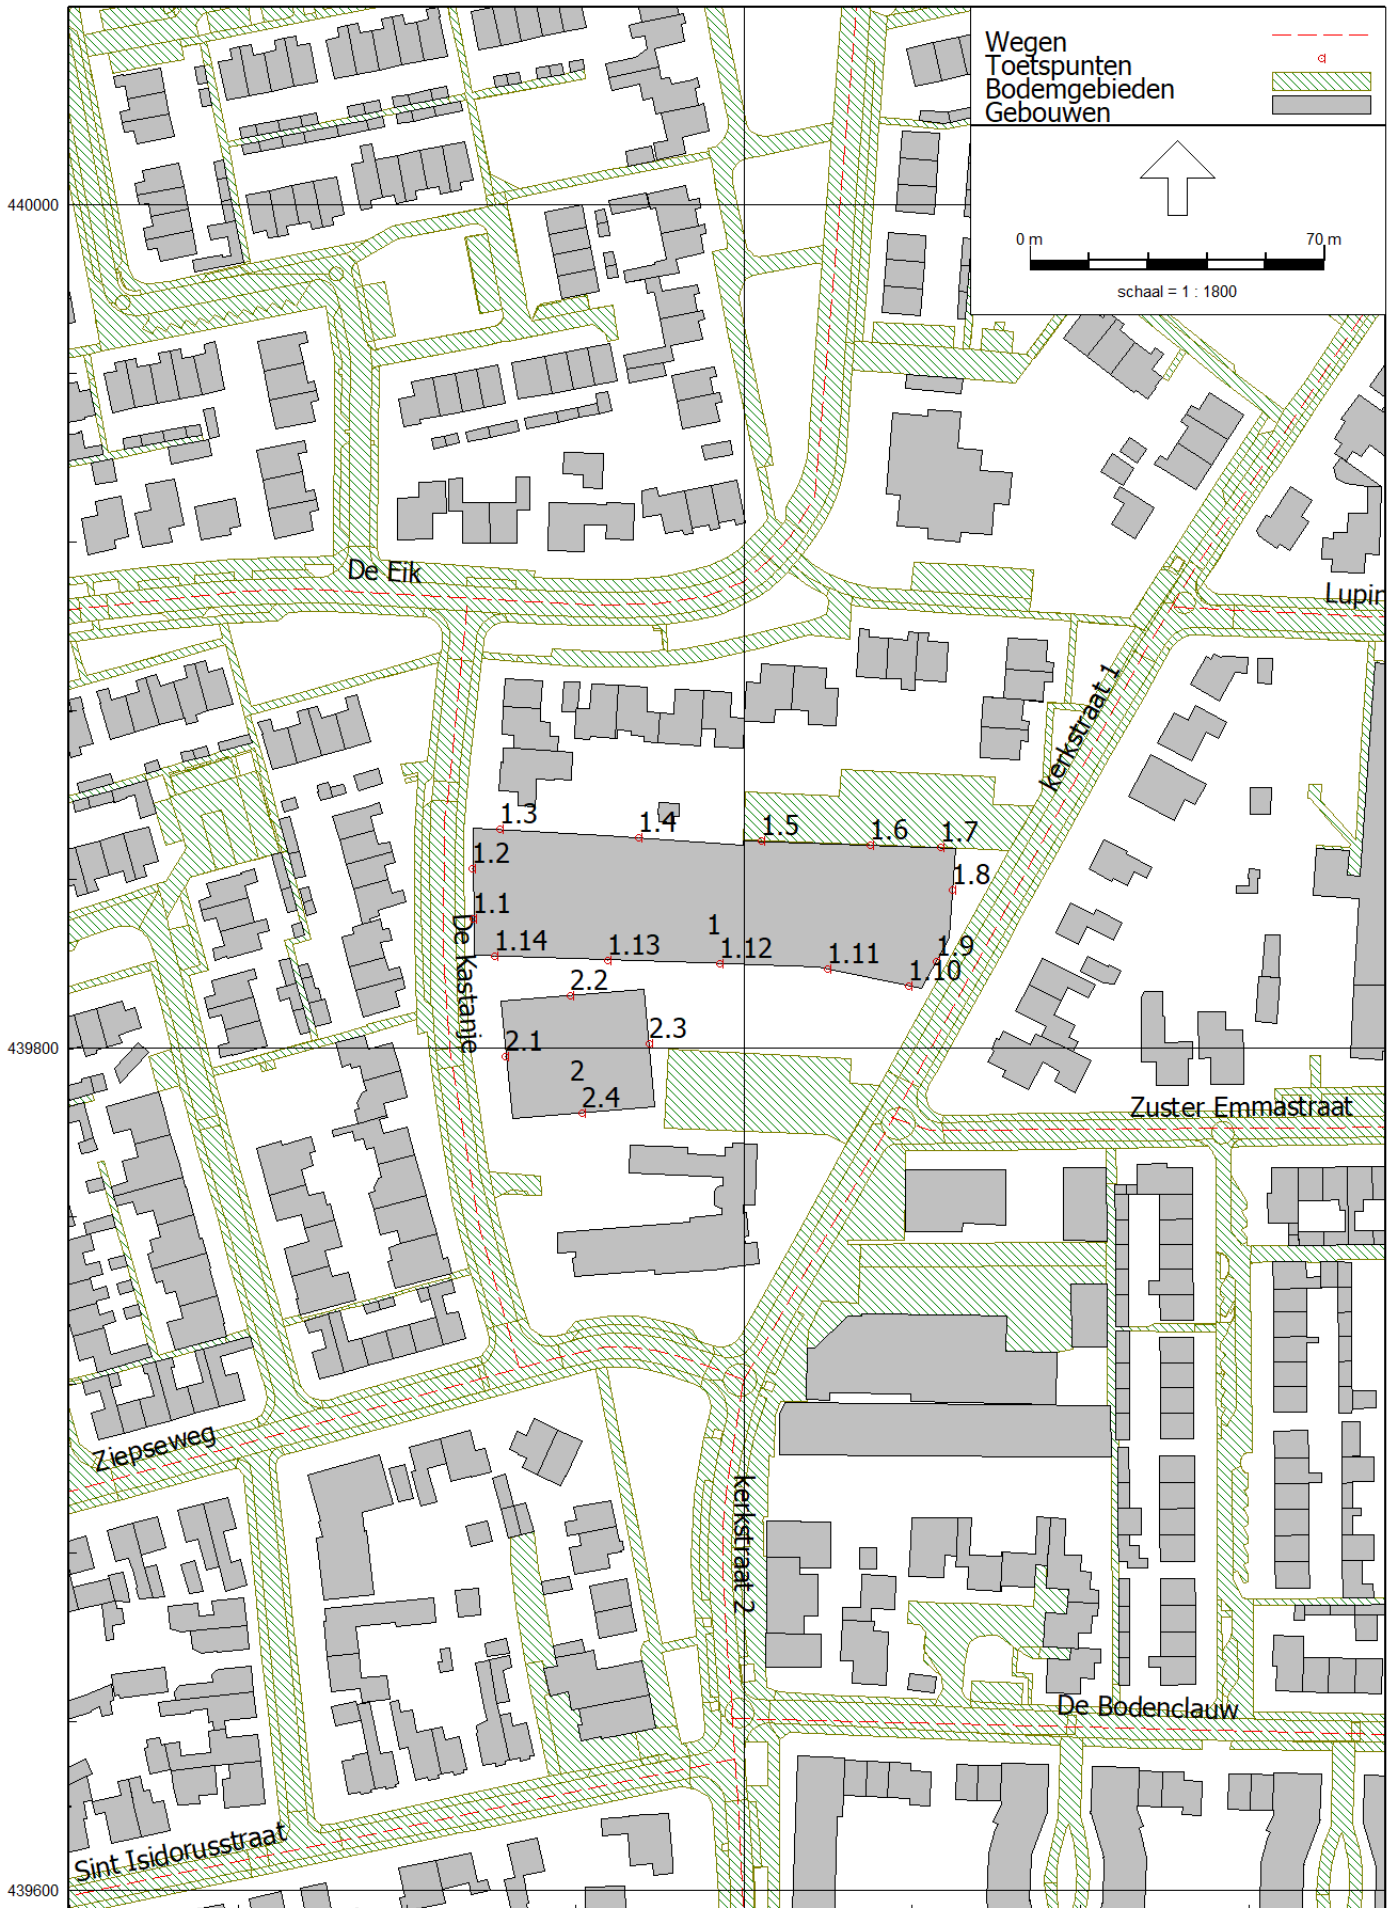 Wegen
Toetspunten
Bodemgebieden
Gebouwen
0 m 70 m
schaal = 1 : 1800
440000
De Eik
Lupin
kerkstraat 1
1.3
1.4
1.5
1.6
1.7
1.2
1.8
1.1
1
1.14
1.13
1.12
1.11
1.9
1.10
De Kastanje
2.2
2.1
2.3
439800
2
2.4
Zuster Emmastraat
Ziepseweg
kerkstraat 2
De Bodenclauw
Sint Isidorusstraat
439600